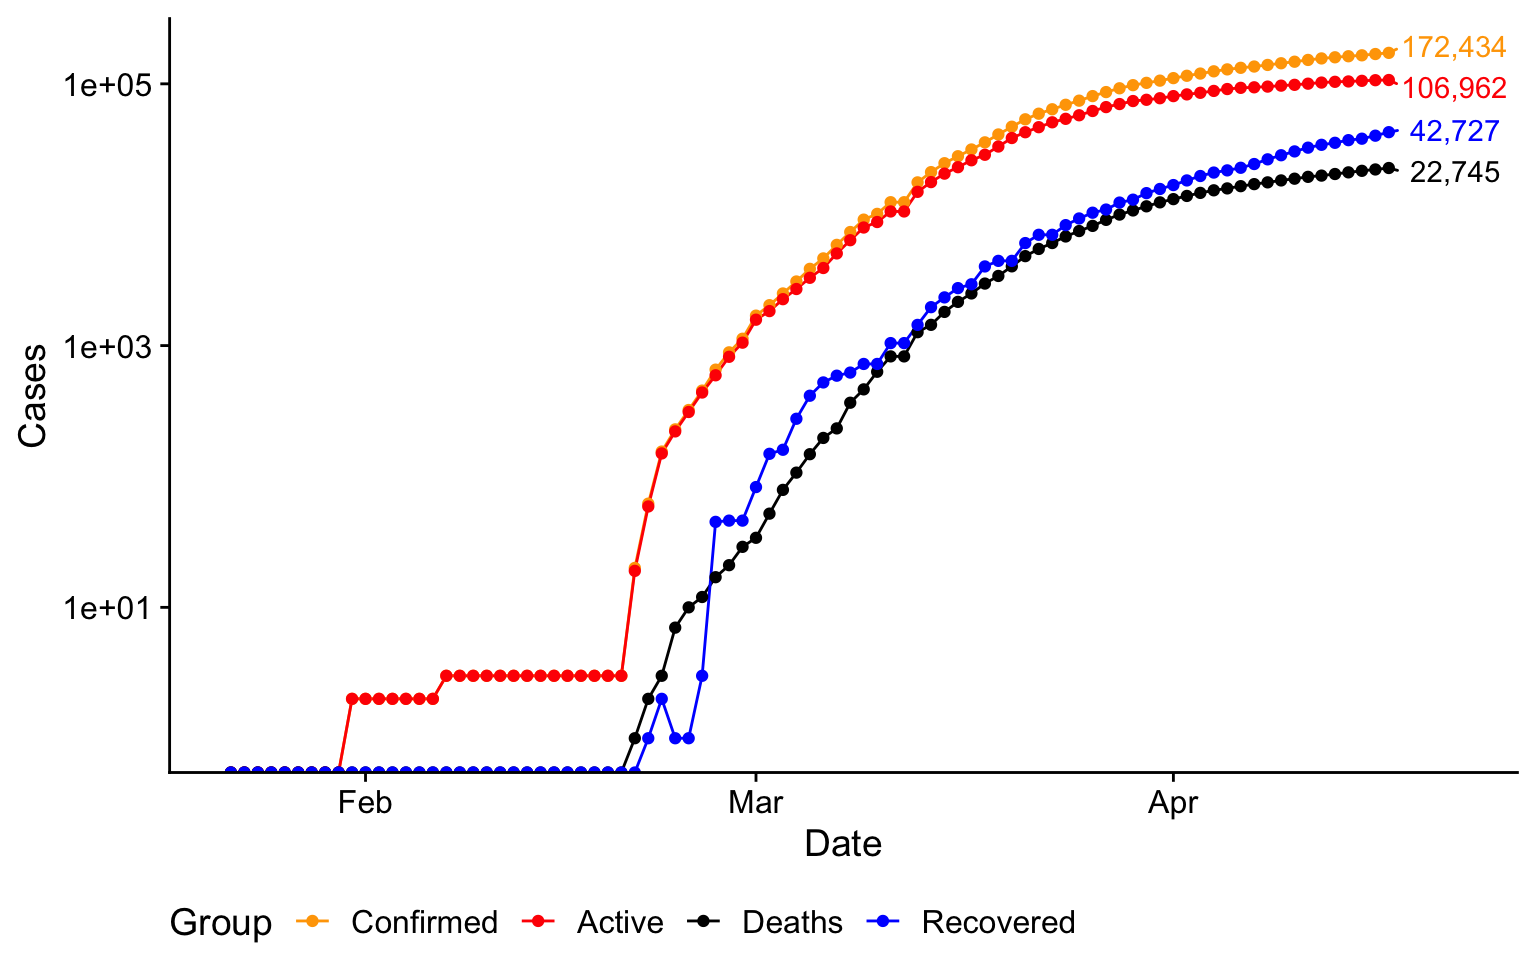 172,434
1e+05
106,962
42,727
22,745
1e+03
Cases
1e+01
Feb Mar Apr
Date
Group Confirmed Active Deaths Recovered